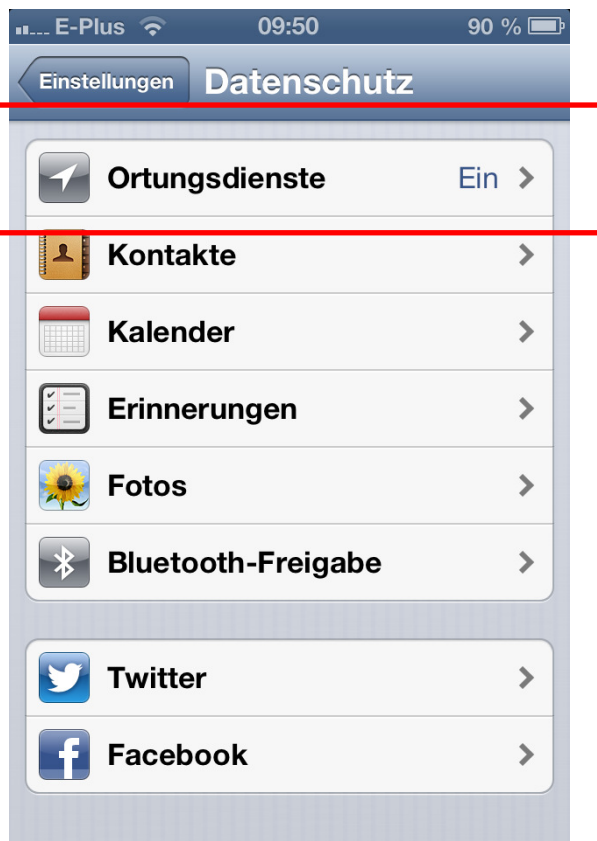 E-Plus 09:50 90 %
Einstellungen Datenschutz
Ortungsdienste Ein
Kontakte
Kalender
Erinnerungen
Fotos
Bluetooth-Freigabe
Twitter
Facebook